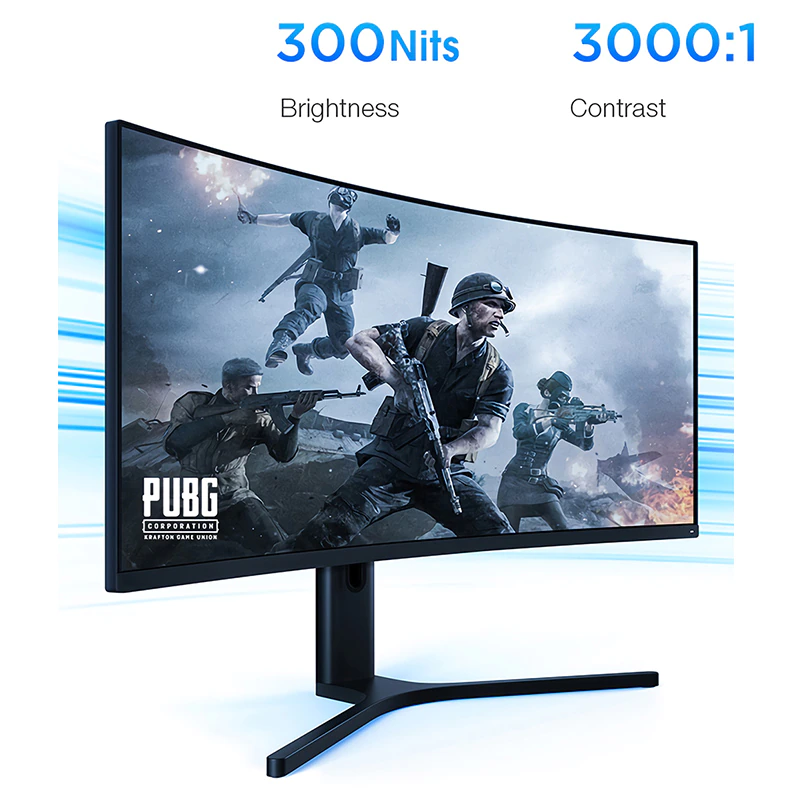 300Nits
3000:1
Brightness
Contrast
PUBG
CORPORATION
KRAFTON GAME UNION